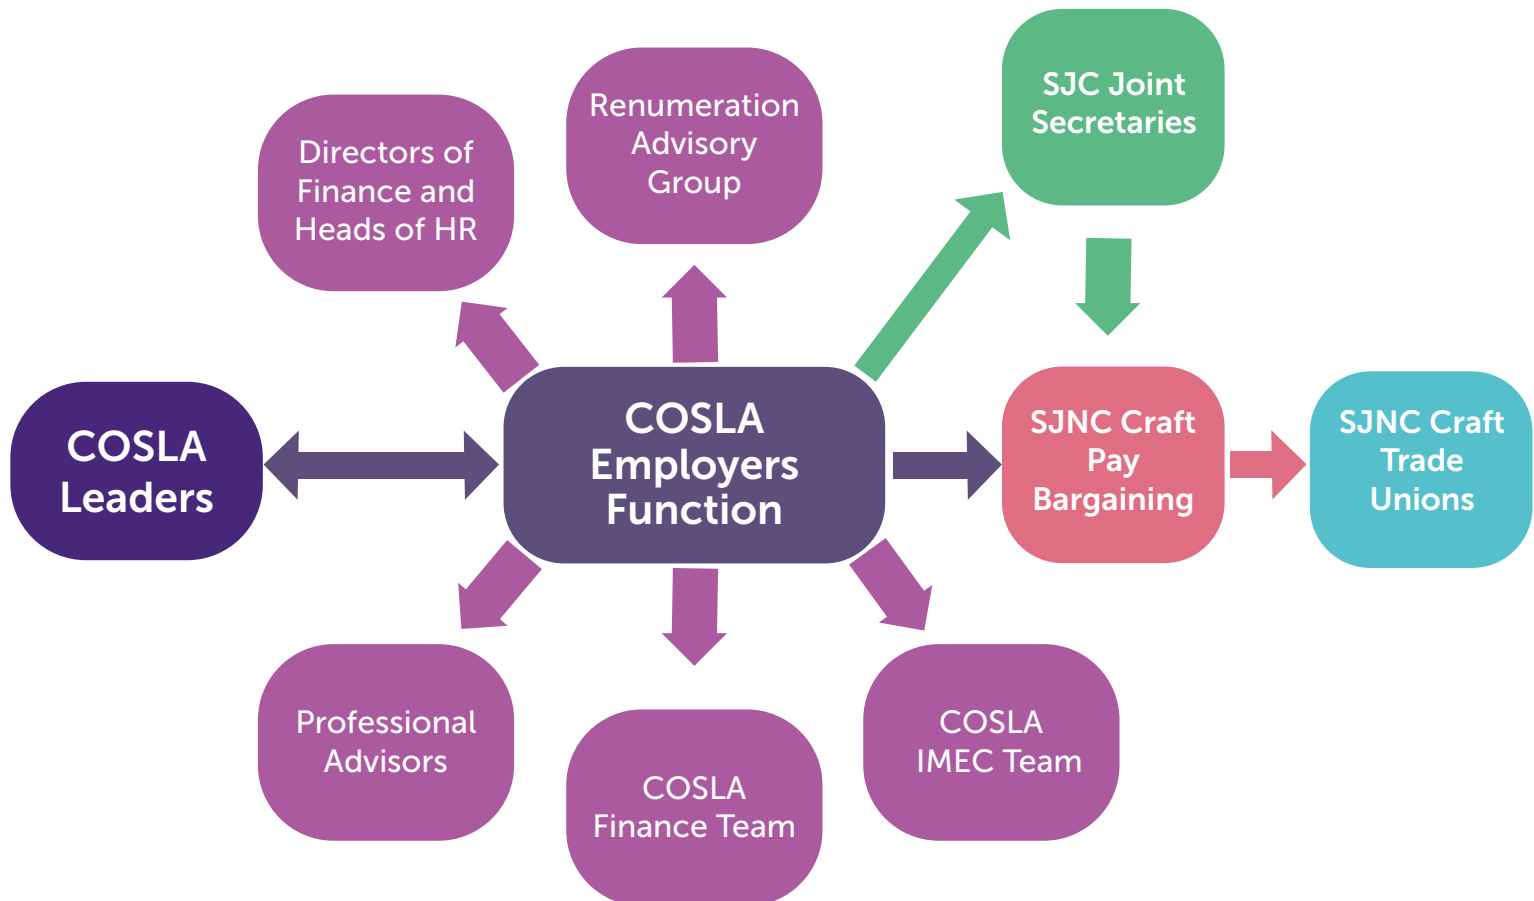 SJC Joint
Secretaries
Renumeration
Advisory
Group
Directors of
Finance and
Heads of HR
COSLA
Leaders
COSLA
Employers
Function
SJNC Craft
Pay
Bargaining
SJNC Craft
Trade
Unions
Professional
Advisors
COSLA
Finance Team
COSLA
IMEC Team